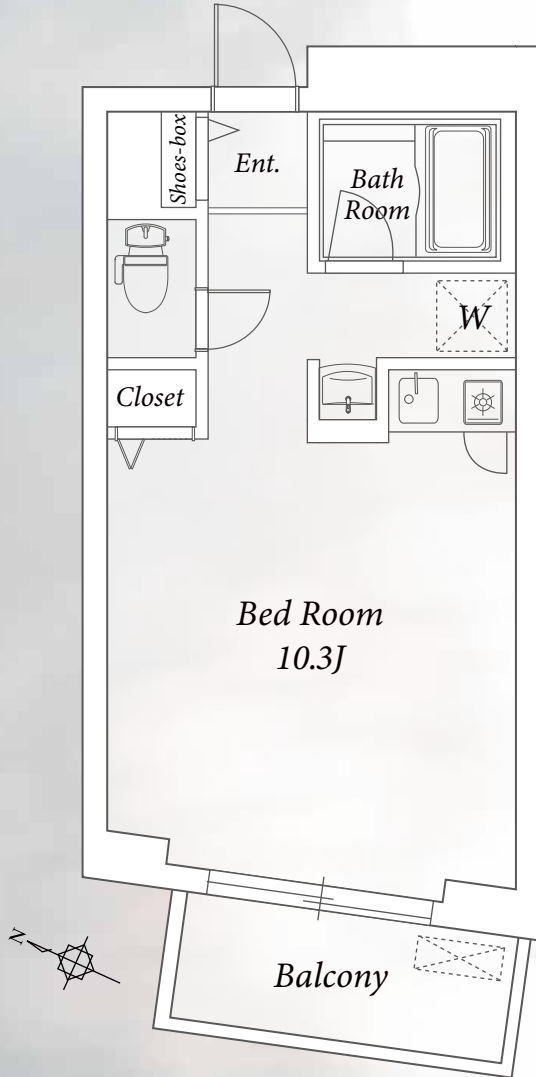 Shoes-box
Ent.
Bath
Room
W
Closet
Bed Room
10.3J
N
Balcony